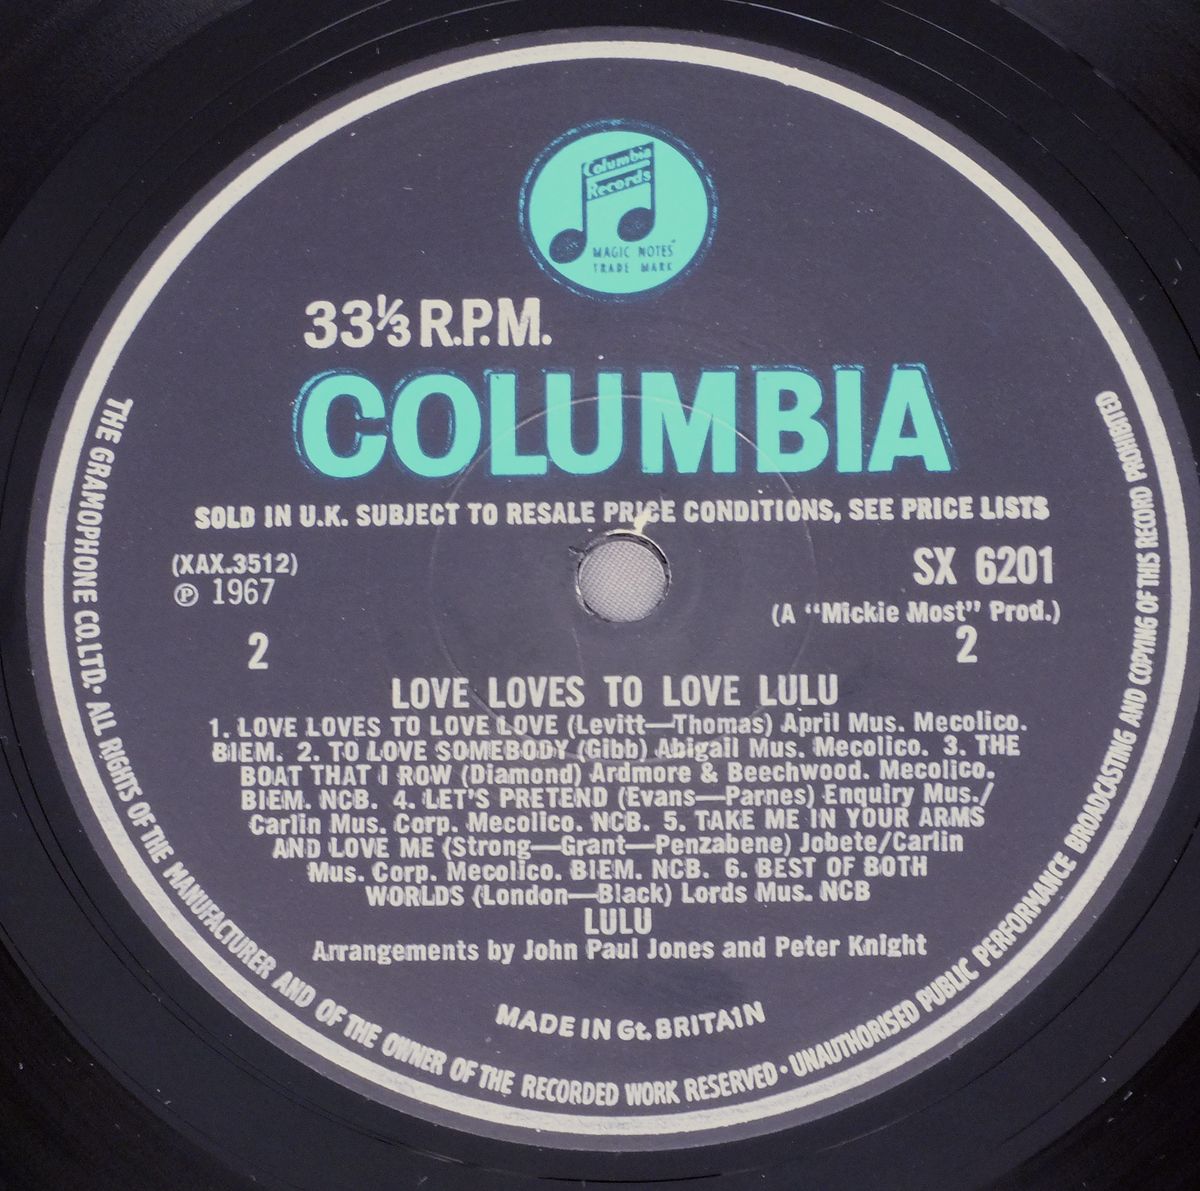 Columbia
Records
MAGIC NOTES
TRADE MARK
33⅓ R.P.M.
COLUMBIA
SOLD IN U.K. SUBJECT TO RESALE PRICE CONDITIONS, SEE PRICE LISTS
(XAX.3512)
℗ 1967
SX 6201
(A "Mickie Most" Prod.)
2
2
LOVE LOVES TO LOVE LULU
1. LOVE LOVES TO LOVE LOVE (Levitt—Thomas) April Mus. Mecolico.
BIEM. 2. TO LOVE SOMEBODY (Gibb) Abigail Mus. Mecolico. 3. THE
BOAT THAT I ROW (Diamond) Ardmore & Beechwood. Mecolico.
BIEM. NCB. 4. LET'S PRETEND (Evans—Parnes) Enquiry Mus./
Carlin Mus. Corp. Mecolico. NCB. 5. TAKE ME IN YOUR ARMS
AND LOVE ME (Strong—Grant—Penzabene) Jobete/Carlin
Mus. Corp. Mecolico. BIEM. NCB. 6. BEST OF BOTH
WORLDS (London—Black) Lords Mus. NCB
LULU
Arrangements by John Paul Jones and Peter Knight
MADE IN Gt. BRITAIN
THE GRAMOPHONE CO. LTD. · ALL RIGHTS OF THE MANUFACTURER AND OF THE OWNER OF THE RECORDED WORK RESERVED · UNAUTHORISED PUBLIC PERFORMANCE BROADCASTING AND COPYING OF THIS RECORD PROHIBITED